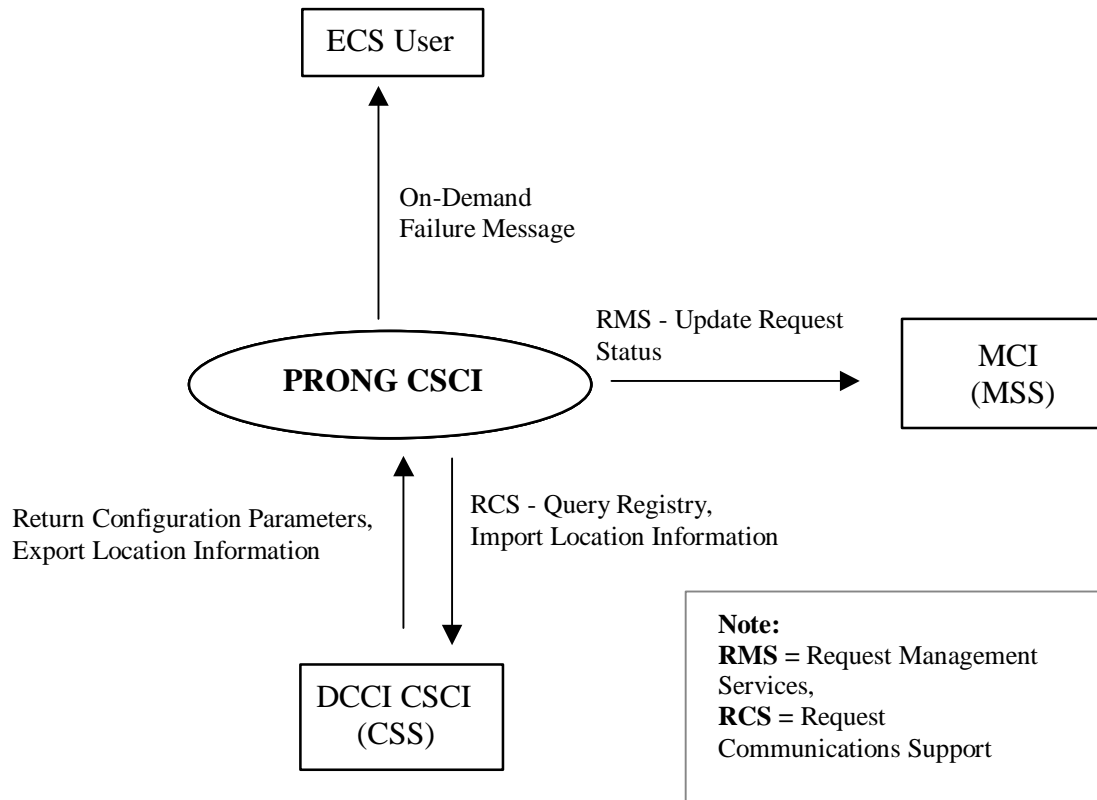 ECS User
On-Demand
Failure Message
RMS - Update Request
Status
MCI
(MSS)
PRONG CSCI
Return Configuration Parameters,
Export Location Information
RCS - Query Registry,
Import Location Information
DCCI CSCI
(CSS)
Note:
RMS = Request Management
Services,
RCS = Request
Communications Support